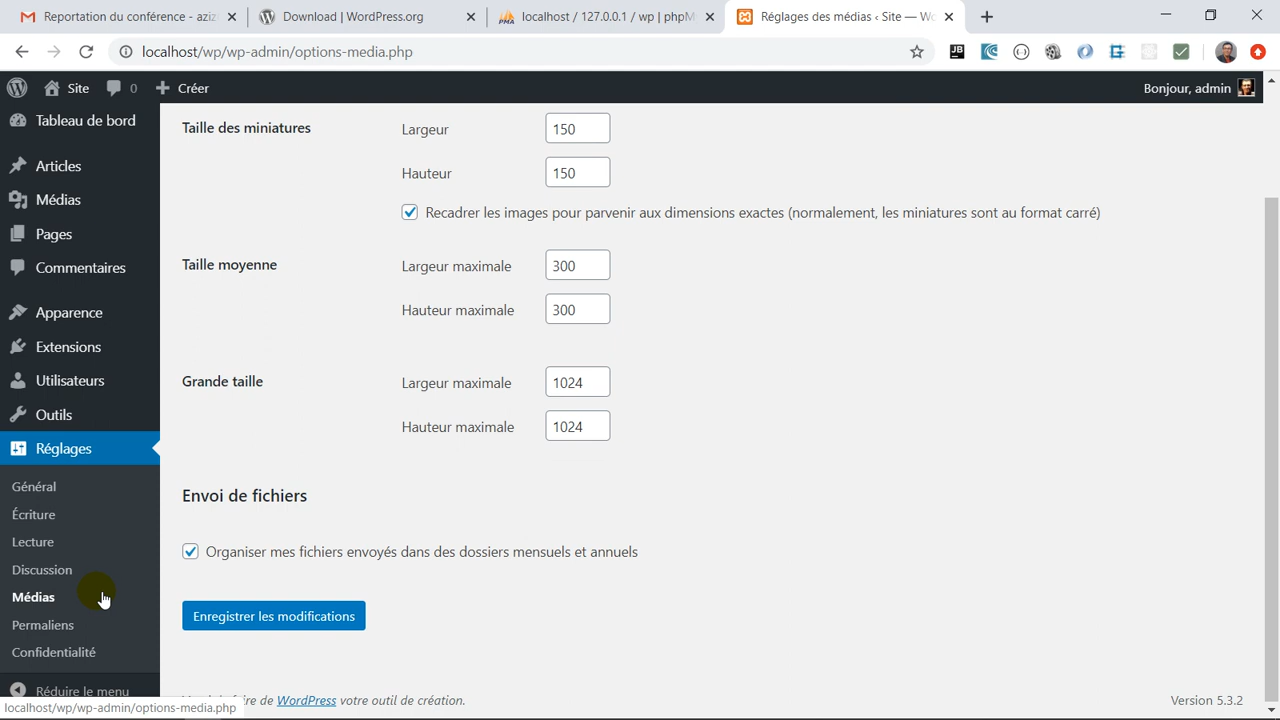 Reportation du conférence - aziz
Download | WordPress.org
localhost / 127.0.0.1 / wp | phpM
Réglages des médias ‹ Site — Wo
localhost/wp/wp-admin/options-media.php
Site
0
Créer
Bonjour, admin
Tableau de bord
Articles
Médias
Pages
Commentaires
Apparence
Extensions
Utilisateurs
Outils
Réglages
Général
Écriture
Lecture
Discussion
Médias
Permaliens
Confidentialité
Réduire le menu
localhost/wp/wp-admin/options-media.php
Taille des miniatures
Largeur 150
Hauteur 150
Recadrer les images pour parvenir aux dimensions exactes (normalement, les miniatures sont au format carré)
Taille moyenne
Largeur maximale 300
Hauteur maximale 300
Grande taille
Largeur maximale 1024
Hauteur maximale 1024
Envoi de fichiers
Organiser mes fichiers envoyés dans des dossiers mensuels et annuels
Enregistrer les modifications
de WordPress votre outil de création.
Version 5.3.2